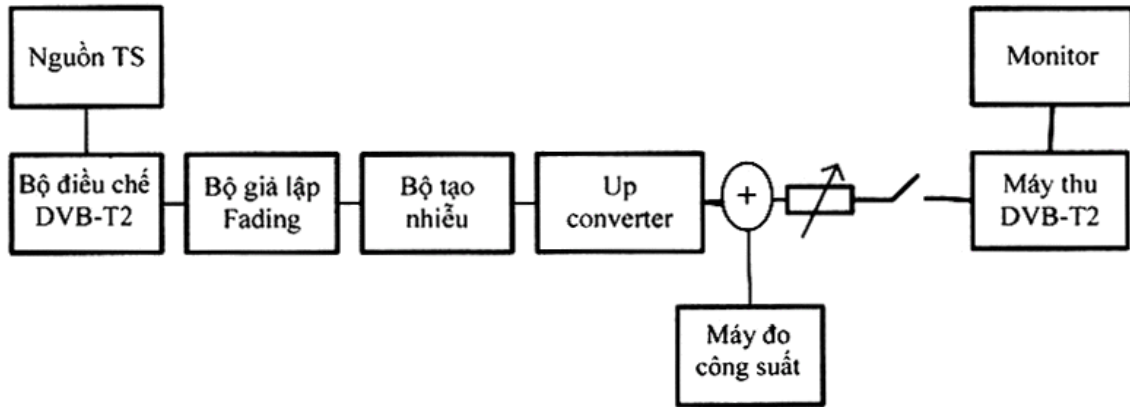 Nguồn TS
Monitor
Bộ điều chế
DVB-T2
Bộ giả lập
Fading
Bộ tạo
nhiễu
Up
converter
+
Máy thu
DVB-T2
Máy đo
công suất